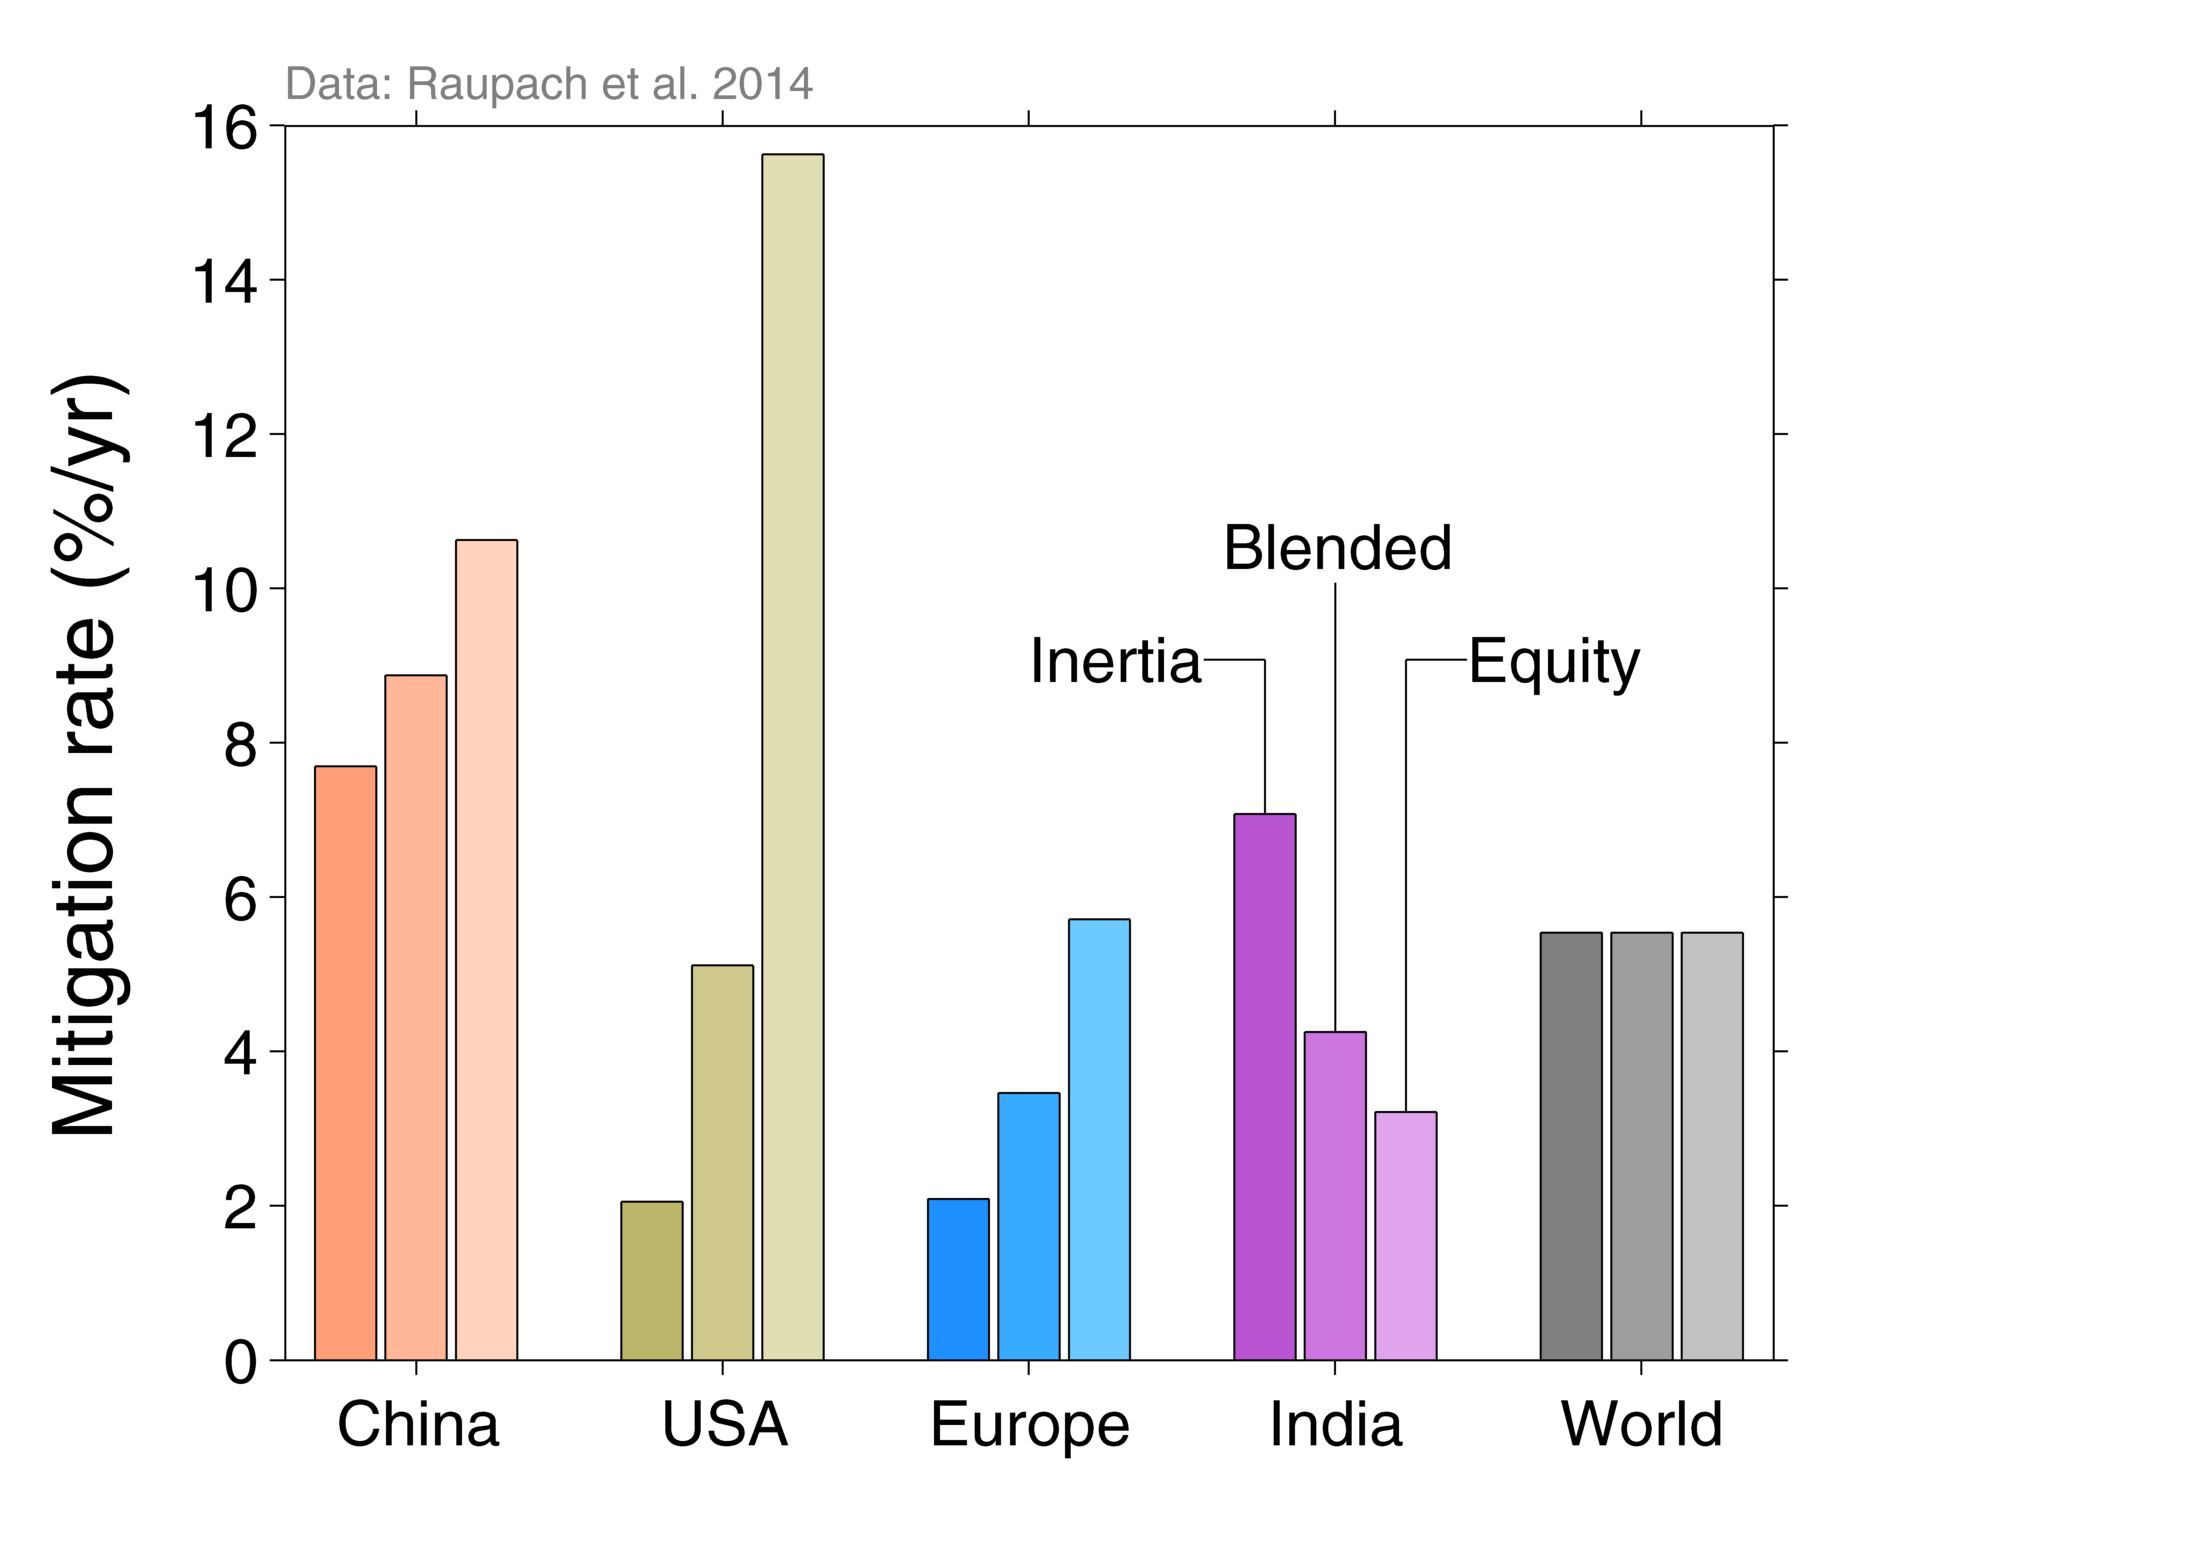 Data: Raupach et al. 2014
Mitigation rate (%/yr)
16
14
12
10
8
6
4
2
0
Blended
Inertia
Equity
China
USA
Europe
India
World